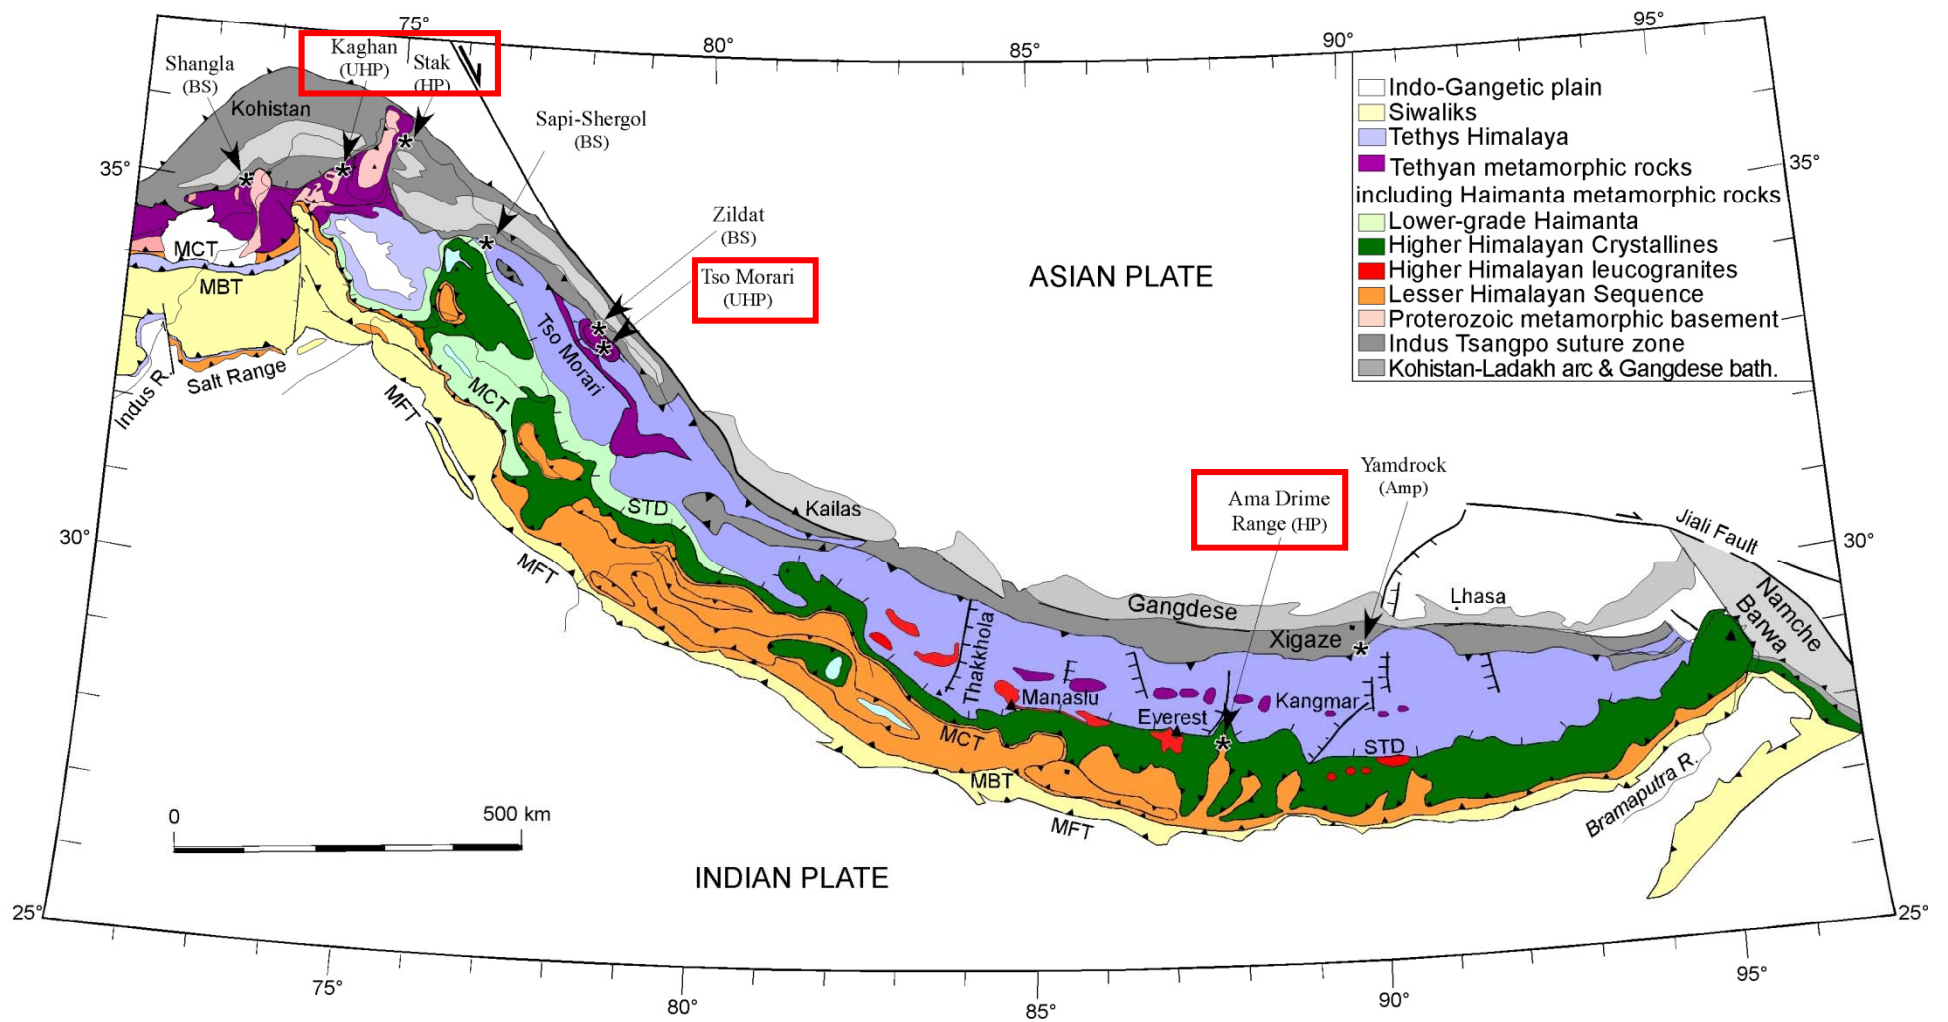 75°
80°
85°
90°
95°
Shangla
(BS)
Kaghan
(UHP)
Stak
(HP)
Kohistan
Sapi-Shergol
(BS)
Zildat
(BS)
Tso Morari
(UHP)
ASIAN PLATE
Indo-Gangetic plain
Siwaliks
Tethys Himalaya
Tethyan metamorphic rocks
including Haimanta metamorphic rocks
Lower-grade Haimanta
Higher Himalayan Crystallines
Higher Himalayan leucogranites
Lesser Himalayan Sequence
Proterozoic metamorphic basement
Indus Tsangpo suture zone
Kohistan-Ladakh arc & Gangdese bath.
35°
35°
MCT
MBT
Indus R.
Salt Range
MFT
MCT
Tso Morari
STD
Kailas
Ama Drime
Range (HP)
Yamdrock
(Amp)
Jiali Fault
Namche
Barwa
30°
30°
MFT
Gangdese
Lhasa
Xigaze
Thakkhola
Manaslu
Everest
Kangmar
STD
MCT
MBT
MFT
Bramaputra R.
0
500 km
INDIAN PLATE
25°
25°
75°
80°
85°
90°
95°